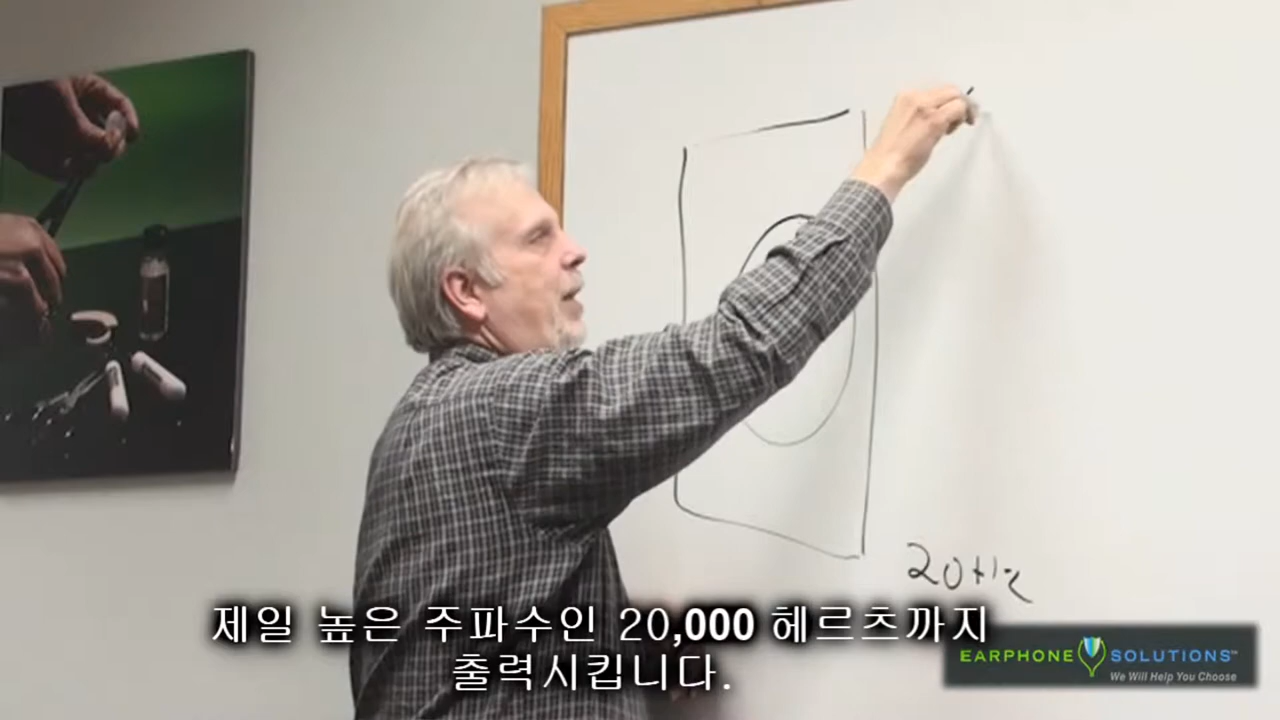 20Hz
제일 높은 주파수인 20,000 헤르츠까지
출력시킵니다.
EARPHONE SOLUTIONS™
We Will Help You Choose